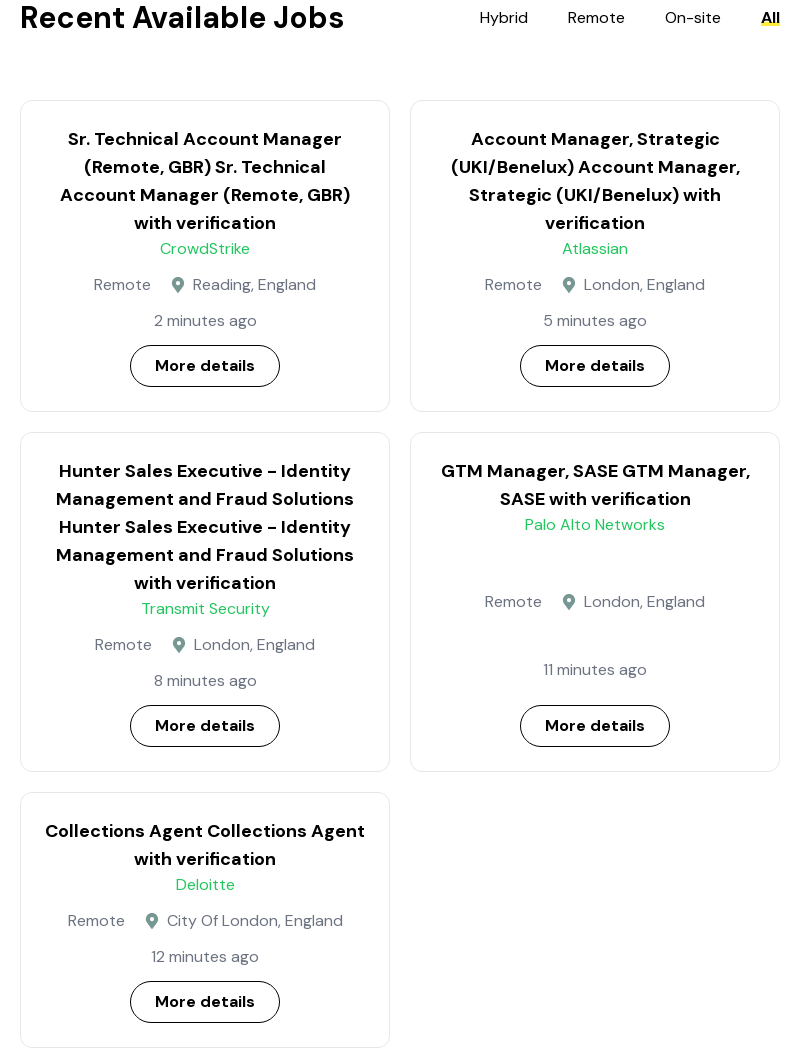 Recent Available Jobs
Hybrid
Remote
On-site
All
Sr. Technical Account Manager
(Remote, GBR) Sr. Technical
Account Manager (Remote, GBR)
with verification
CrowdStrike
Remote
Reading, England
2 minutes ago
More details
Account Manager, Strategic
(UKI/Benelux) Account Manager,
Strategic (UKI/Benelux) with
verification
Atlassian
Remote
London, England
5 minutes ago
More details
Hunter Sales Executive - Identity
Management and Fraud Solutions
Hunter Sales Executive - Identity
Management and Fraud Solutions
with verification
Transmit Security
Remote
London, England
8 minutes ago
More details
GTM Manager, SASE GTM Manager,
SASE with verification
Palo Alto Networks
Remote
London, England
11 minutes ago
More details
Collections Agent Collections Agent
with verification
Deloitte
Remote
City Of London, England
12 minutes ago
More details